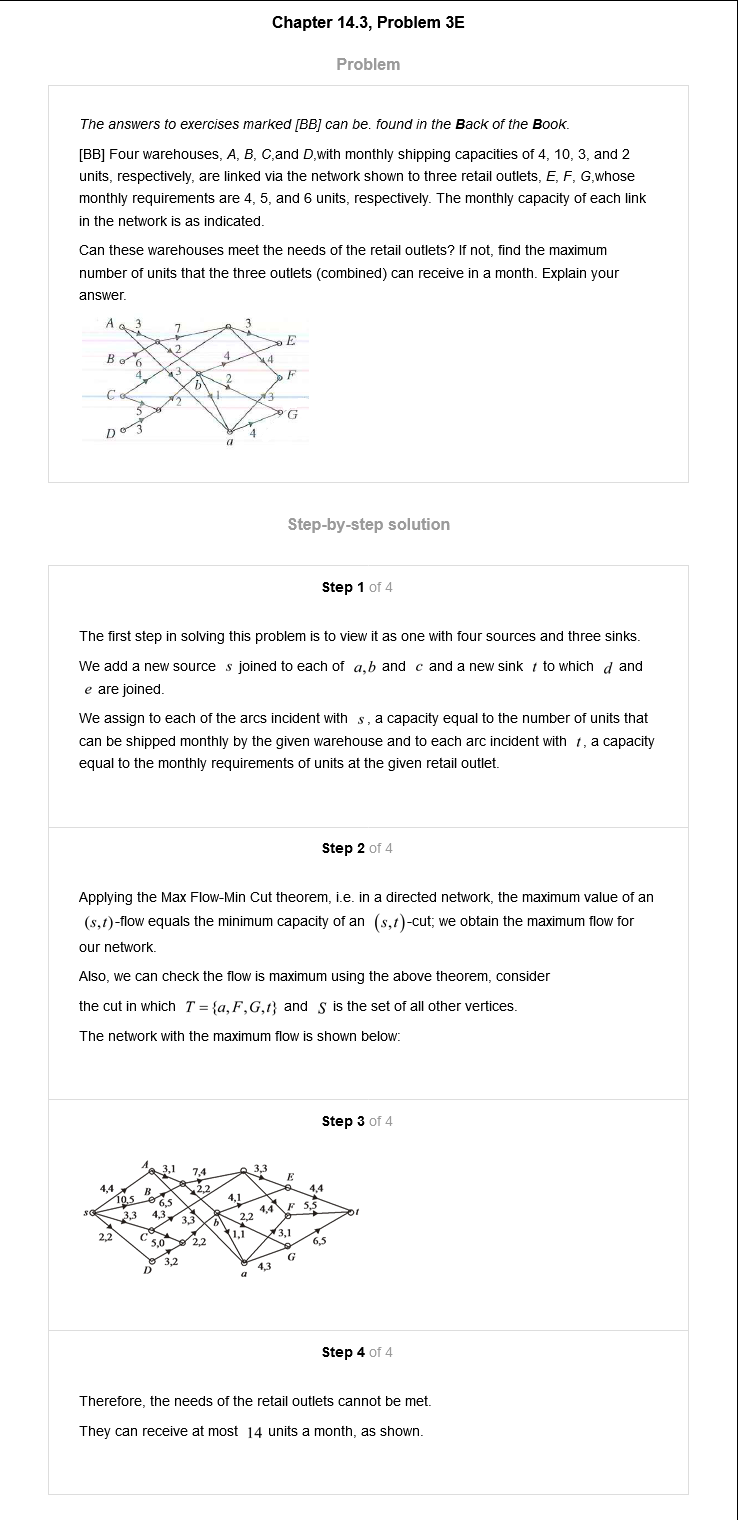 Chapter 14.3, Problem 3E
Problem
The answers to exercises marked [BB] can be. found in the Back of the Book.
[BB] Four warehouses, A, B, C,and D,with monthly shipping capacities of 4, 10, 3, and 2
units, respectively, are linked via the network shown to three retail outlets, E, F, G,whose
monthly requirements are 4, 5, and 6 units, respectively. The monthly capacity of each link
in the network is as indicated.
Can these warehouses meet the needs of the retail outlets? If not, find the maximum
number of units that the three outlets (combined) can receive in a month. Explain your
answer.
A 3 7 3
E
B 6 2 4 4
4 3 b 2 F
C 2 1 3
5 G
D 3 4
a
Step-by-step solution
Step 1 of 4
The first step in solving this problem is to view it as one with four sources and three sinks.
We add a new source s joined to each of a,b and c and a new sink t to which d and
e are joined.
We assign to each of the arcs incident with s, a capacity equal to the number of units that
can be shipped monthly by the given warehouse and to each arc incident with t, a capacity
equal to the monthly requirements of units at the given retail outlet.
Step 2 of 4
Applying the Max Flow-Min Cut theorem, i.e. in a directed network, the maximum value of an
(s,t)-flow equals the minimum capacity of an (s,t)-cut; we obtain the maximum flow for
our network.
Also, we can check the flow is maximum using the above theorem, consider
the cut in which T = {a,F,G,t} and S is the set of all other vertices.
The network with the maximum flow is shown below:
Step 3 of 4
A 3,1 7,4 3,3
E
4,4 B 2,2 4,4
10,5 6,5 4,1 4,4 F 5,5
s 3,3 4,3 3,3 b 2,2 t
2,2 C 5,0 2,2 1,1 3,1 6,5
3,2 G
D a 4,3
Step 4 of 4
Therefore, the needs of the retail outlets cannot be met.
They can receive at most 14 units a month, as shown.